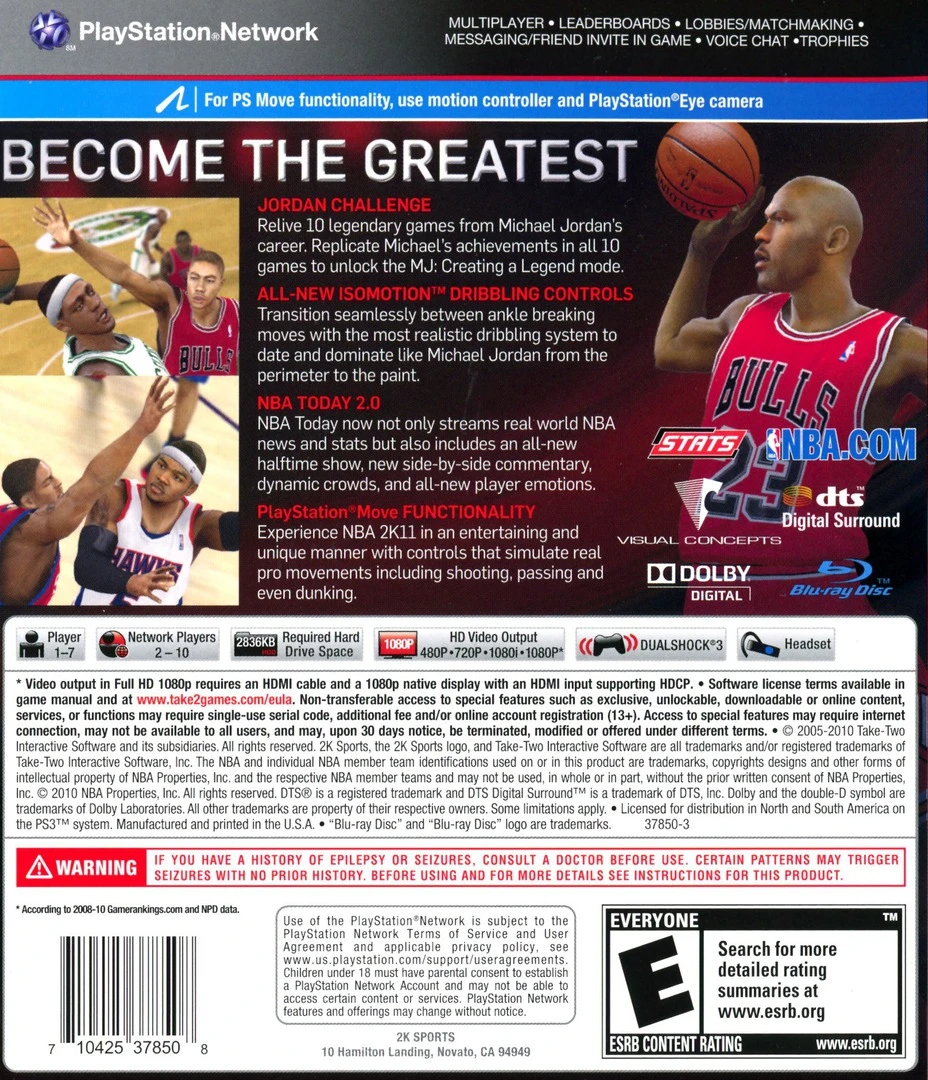 PlayStation®Network
SM
MULTIPLAYER • LEADERBOARDS • LOBBIES/MATCHMAKING •
MESSAGING/FRIEND INVITE IN GAME • VOICE CHAT •TROPHIES
For PS Move functionality, use motion controller and PlayStation®Eye camera
BECOME THE GREATEST
JORDAN CHALLENGE
Relive 10 legendary games from Michael Jordan's
career. Replicate Michael's achievements in all 10
games to unlock the MJ: Creating a Legend mode.
ALL-NEW ISOMOTION™ DRIBBLING CONTROLS
Transition seamlessly between ankle breaking
moves with the most realistic dribbling system to
date and dominate like Michael Jordan from the
perimeter to the paint.
NBA TODAY 2.0
NBA Today now not only streams real world NBA
news and stats but also includes an all-new
halftime show, new side-by-side commentary,
dynamic crowds, and all-new player emotions.
PlayStation®Move FUNCTIONALITY
Experience NBA 2K11 in an entertaining and
unique manner with controls that simulate real
pro movements including shooting, passing and
even dunking.
BULLS
HAWKS
SPALDING
BULLS
23
STATS
NBA.COM
VISUAL CONCEPTS
dts™
Digital Surround
DOLBY
DIGITAL
Blu-ray Disc™
Player
1–7
Network Players
2 – 10
2836KB
HDD
Required Hard
Drive Space
1080P
HD Video Output
480P•720P•1080i•1080P*
DUALSHOCK®3
Headset
* Video output in Full HD 1080p requires an HDMI cable and a 1080p native display with an HDMI input supporting HDCP. • Software license terms available in
game manual and at www.take2games.com/eula. Non-transferable access to special features such as exclusive, unlockable, downloadable or online content,
services, or functions may require single-use serial code, additional fee and/or online account registration (13+). Access to special features may require internet
connection, may not be available to all users, and may, upon 30 days notice, be terminated, modified or offered under different terms. • © 2005-2010 Take-Two
Interactive Software and its subsidiaries. All rights reserved. 2K Sports, the 2K Sports logo, and Take-Two Interactive Software are all trademarks and/or registered trademarks of
Take-Two Interactive Software, Inc. The NBA and individual NBA member team identifications used on or in this product are trademarks, copyrights designs and other forms of
intellectual property of NBA Properties, Inc. and the respective NBA member teams and may not be used, in whole or in part, without the prior written consent of NBA Properties,
Inc. © 2010 NBA Properties, Inc. All rights reserved. DTS® is a registered trademark and DTS Digital Surround™ is a trademark of DTS, Inc. Dolby and the double-D symbol are
trademarks of Dolby Laboratories. All other trademarks are property of their respective owners. Some limitations apply. • Licensed for distribution in North and South America on
the PS3™ system. Manufactured and printed in the U.S.A. • “Blu-ray Disc” and “Blu-ray Disc” logo are trademarks. 37850-3
WARNING
IF YOU HAVE A HISTORY OF EPILEPSY OR SEIZURES, CONSULT A DOCTOR BEFORE USE. CERTAIN PATTERNS MAY TRIGGER
SEIZURES WITH NO PRIOR HISTORY. BEFORE USING AND FOR MORE DETAILS SEE INSTRUCTIONS FOR THIS PRODUCT.
* According to 2008-10 Gamerankings.com and NPD data.
7 10425 37850 8
Use of the PlayStation®Network is subject to the
PlayStation Network Terms of Service and User
Agreement and applicable privacy policy, see
www.us.playstation.com/support/useragreements.
Children under 18 must have parental consent to establish
a PlayStation Network Account and may not be able to
access certain content or services. PlayStation Network
features and offerings may change without notice.
2K SPORTS
10 Hamilton Landing, Novato, CA 94949
EVERYONE
TM
E
Search for more
detailed rating
summaries at
www.esrb.org
ESRB CONTENT RATING
www.esrb.org